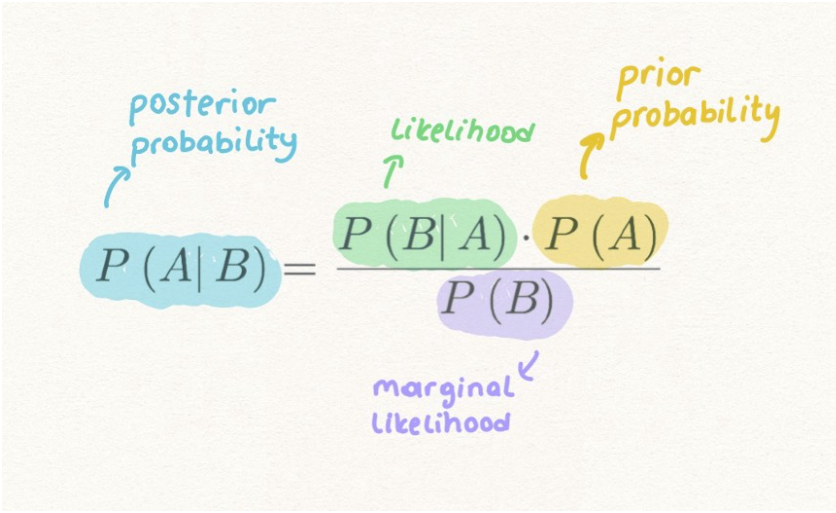 posterior
probability
likelihood
prior
probability
P (A| B) = P (B| A) · P (A)
P (B)
marginal
likelihood